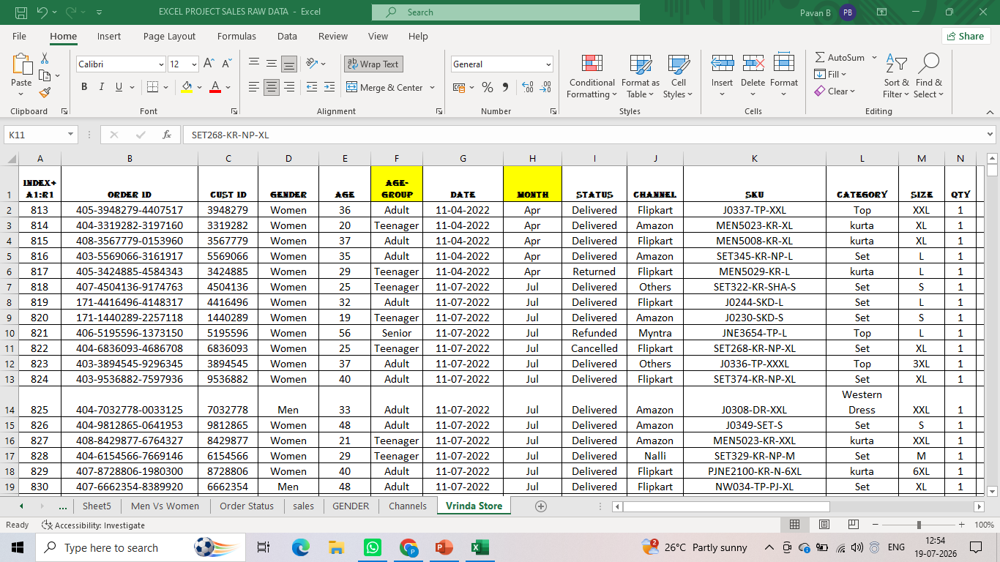 EXCEL PROJECT SALES RAW DATA - Excel
Search
Pavan B
PB
File Home Insert Page Layout Formulas Data Review View Help
Share
Paste
Calibri 12
Wrap Text
General
Conditional Formatting
Format as Table
Cell Styles
Insert Delete Format
AutoSum
Fill
Clear
Sort & Filter
Find & Select
B I U
Merge & Center
Clipboard Font Alignment Number Styles Cells Editing
K11 fx SET268-KR-NP-XL
A B C D E F G H I J K L M N
1 INDEX+A1:R1 ORDER ID CUST ID GENDER AGE AGE-GROUP DATE MONTH STATUS CHANNEL SKU CATEGORY SIZE QTY
2 813 405-3948279-4407517 3948279 Women 36 Adult 11-04-2022 Apr Delivered Flipkart J0337-TP-XXL Top XXL 1
3 814 404-3319282-3197160 3319282 Women 20 Teenager 11-04-2022 Apr Delivered Amazon MEN5023-KR-XL kurta XL 1
4 815 408-3567779-0153960 3567779 Women 37 Adult 11-04-2022 Apr Delivered Flipkart MEN5008-KR-XL kurta XL 1
5 816 403-5569066-3161917 5569066 Women 35 Adult 11-04-2022 Apr Delivered Amazon SET345-KR-NP-L Set L 1
6 817 405-3424885-4584343 3424885 Women 29 Teenager 11-04-2022 Apr Returned Flipkart MEN5029-KR-L kurta L 1
7 818 407-4504136-9174763 4504136 Women 25 Teenager 11-07-2022 Jul Delivered Others SET322-KR-SHA-S Set S 1
8 819 171-4416496-4148317 4416496 Women 32 Adult 11-07-2022 Jul Delivered Flipkart J0244-SKD-L Set L 1
9 820 171-1440289-2257118 1440289 Women 19 Teenager 11-07-2022 Jul Delivered Amazon J0230-SKD-S Set S 1
10 821 406-5195596-1373150 5195596 Women 56 Senior 11-07-2022 Jul Refunded Myntra JNE3654-TP-L Top L 1
11 822 404-6836093-4686708 6836093 Women 25 Teenager 11-07-2022 Jul Cancelled Flipkart SET268-KR-NP-XL Set XL 1
12 823 403-3894545-9296345 3894545 Women 37 Adult 11-07-2022 Jul Delivered Others J0336-TP-XXXL Top 3XL 1
13 824 403-9536882-7597936 9536882 Women 40 Adult 11-07-2022 Jul Delivered Flipkart SET374-KR-NP-XL Set XL 1
14 825 404-7032778-0033125 7032778 Men 33 Adult 11-07-2022 Jul Delivered Amazon J0308-DR-XXL Western Dress XXL 1
15 826 404-9812865-0641953 9812865 Women 48 Adult 11-07-2022 Jul Delivered Amazon J0349-SET-S Set S 1
16 827 408-8429877-6764327 8429877 Women 21 Teenager 11-07-2022 Jul Delivered Amazon MEN5023-KR-XXL kurta XXL 1
17 828 404-6154566-7669146 6154566 Women 29 Teenager 11-07-2022 Jul Delivered Nalli SET329-KR-NP-M Set M 1
18 829 407-8728806-1980300 8728806 Women 40 Adult 11-07-2022 Jul Delivered Flipkart PJNE2100-KR-N-6XL kurta 6XL 1
19 830 407-6662354-8389920 6662354 Men 48 Adult 11-07-2022 Jul Delivered Flipkart NW034-TP-PJ-XL Set XL 1
... Sheet5 Men Vs Women Order Status sales GENDER Channels Vrinda Store
Ready Accessibility: Investigate 100%
Type here to search
2
26°C Partly sunny
ENG
12:54
19-07-2026